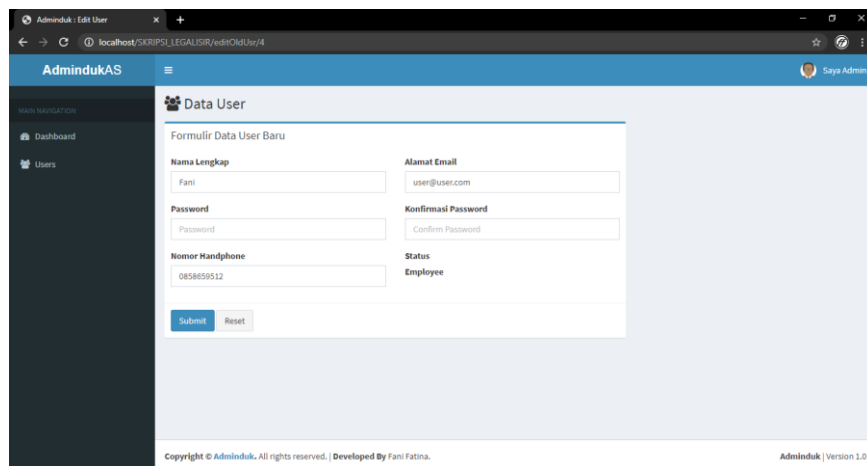 Adminduk : Edit User
localhost/SKRIPSI_LEGALISIR/editOldUsr/4
AdmindukAS
Saya Admin
MAIN NAVIGATION
Dashboard
Users
Data User
Formulir Data User Baru
Nama Lengkap
Alamat Email
Fani
user@user.com
Password
Konfirmasi Password
Password
Confirm Password
Nomor Handphone
Status
0858659512
Employee
Submit
Reset
Copyright © Adminduk. All rights reserved. | Developed By Fani Fatina.
Adminduk | Version 1.0